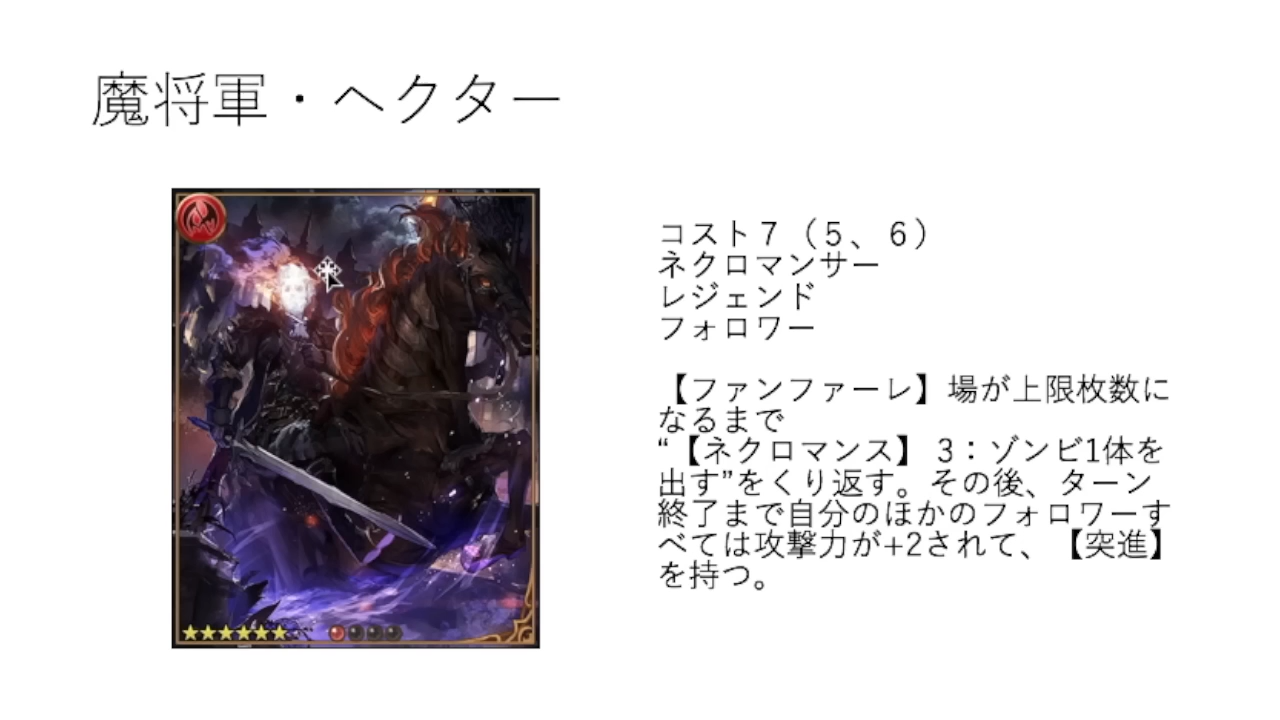 魔将軍・ヘクター
コスト７（５、６）
ネクロマンサー
レジェンド
フォロワー
【ファンファーレ】場が上限枚数に
なるまで
“【ネクロマンス】 3：ゾンビ1体を
出す”をくり返す。その後、ターン
終了まで自分のほかのフォロワーす
べては攻撃力が+2されて、【突進】
を持つ。